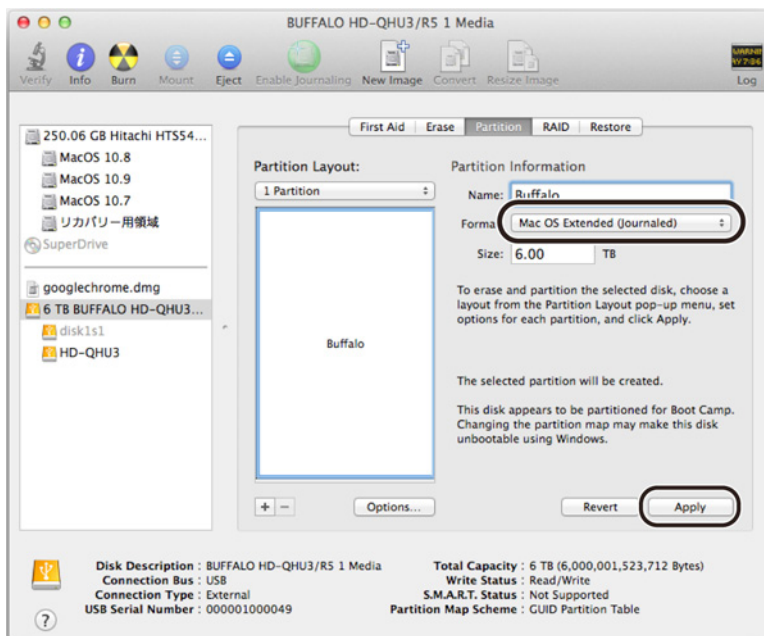 BUFFALO HD-QHU3/R5 1 Media
Verify Info Burn Mount Eject Enable Journaling New Image Convert Resize Image Log
WARNI
AY 7:86
First Aid Erase Partition RAID Restore
250.06 GB Hitachi HTS54...
MacOS 10.8
MacOS 10.9
MacOS 10.7
リカバリー用領域
SuperDrive
googlechrome.dmg
6 TB BUFFALO HD-QHU3...
disk1s1
HD-QHU3
Partition Layout:
1 Partition
Buffalo
+ − Options...
Partition Information
Name: Buffalo
Forma Mac OS Extended (Journaled)
Size: 6.00 TB
To erase and partition the selected disk, choose a
layout from the Partition Layout pop-up menu, set
options for each partition, and click Apply.
The selected partition will be created.
This disk appears to be partitioned for Boot Camp.
Changing the partition map may make this disk
unbootable using Windows.
Revert Apply
Disk Description : BUFFALO HD-QHU3/R5 1 Media
Connection Bus : USB
Connection Type : External
USB Serial Number : 000001000049
Total Capacity : 6 TB (6,000,001,523,712 Bytes)
Write Status : Read/Write
S.M.A.R.T. Status : Not Supported
Partition Map Scheme : GUID Partition Table
?